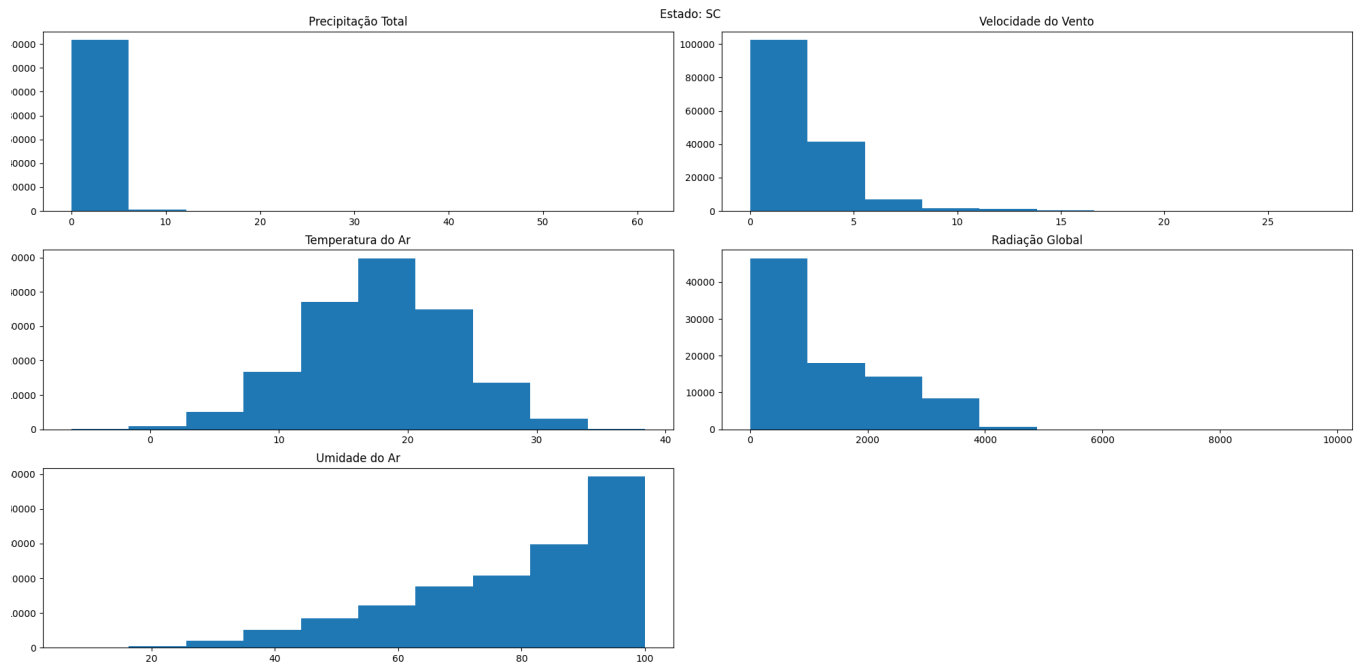 Estado: SC
Precipitação Total
Velocidade do Vento
0
0 10 20 30 40 50 60
100000
80000
60000
40000
20000
0
0 5 10 15 20 25
Temperatura do Ar
Radiação Global
0
0 10 20 30 40
40000
30000
20000
10000
0
0 2000 4000 6000 8000 10000
Umidade do Ar
0
20 40 60 80 100